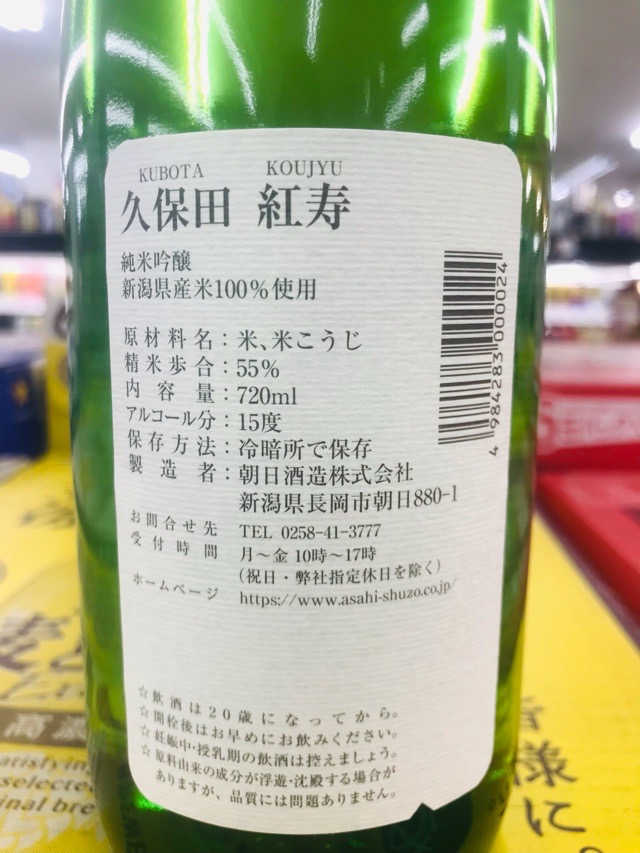 KUBOTA KOUJYU
久保田 紅寿
純米吟醸
新潟県産米100%使用
原材料名：米、米こうじ
精米歩合：55%
内容量：720ml
アルコール分：15度
保存方法：冷暗所で保存
製造者：朝日酒造株式会社
新潟県長岡市朝日880-1
お問合せ先 TEL 0258-41-3777
受付時間 月～金 10時～17時
(祝日・弊社指定休日を除く)
ホームページ https://www.asahi-shuzo.co.jp/
☆飲酒は20歳になってから。
☆開栓後はお早めにお飲みください。
☆妊娠中・授乳期の飲酒は控えましょう。
☆原料由来の成分が浮遊・沈殿する場合が
ありますが、品質には問題ありません。
4 984283 000024
高濃
selected
様に